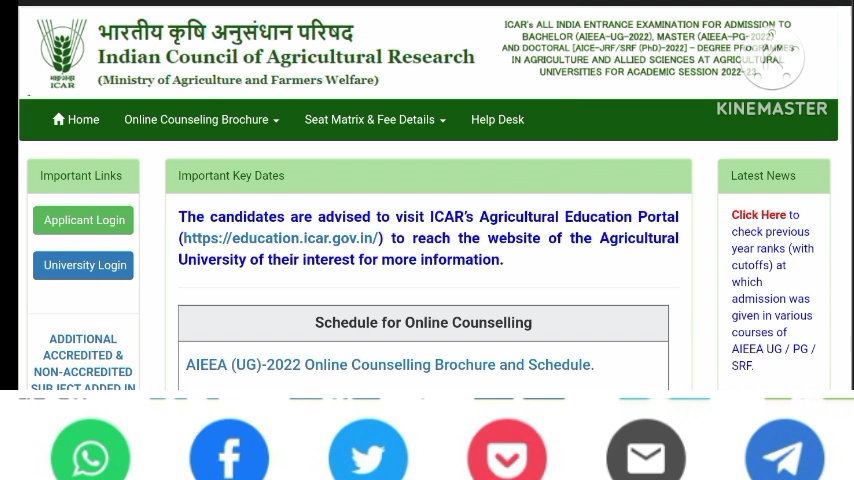 भारतीय कृषि अनुसंधान परिषद
Indian Council of Agricultural Research
(Ministry of Agriculture and Farmers Welfare)
ICAR
ICAR's ALL INDIA ENTRANCE EXAMINATION FOR ADMISSION TO
BACHELOR (AIEEA-UG-2022), MASTER (AIEEA-PG-2022)
AND DOCTORAL [AICE-JRF/SRF (PhD)-2022] - DEGREE PROGRAMMES
IN AGRICULTURE AND ALLIED SCIENCES AT AGRICULTURAL
UNIVERSITIES FOR ACADEMIC SESSION 2022-23
KINEMASTER
Home
Online Counseling Brochure
Seat Matrix & Fee Details
Help Desk
Important Links
Applicant Login
University Login
ADDITIONAL
ACCREDITED &
NON-ACCREDITED
SUBJECT ADDED IN
Important Key Dates
The candidates are advised to visit ICAR's Agricultural Education Portal
(https://education.icar.gov.in/) to reach the website of the Agricultural
University of their interest for more information.
Schedule for Online Counselling
AIEEA (UG)-2022 Online Counselling Brochure and Schedule.
Latest News
Click Here to
check previous
year ranks (with
cutoffs) at
which
admission was
given in various
courses of
AIEEA UG / PG /
SRF.